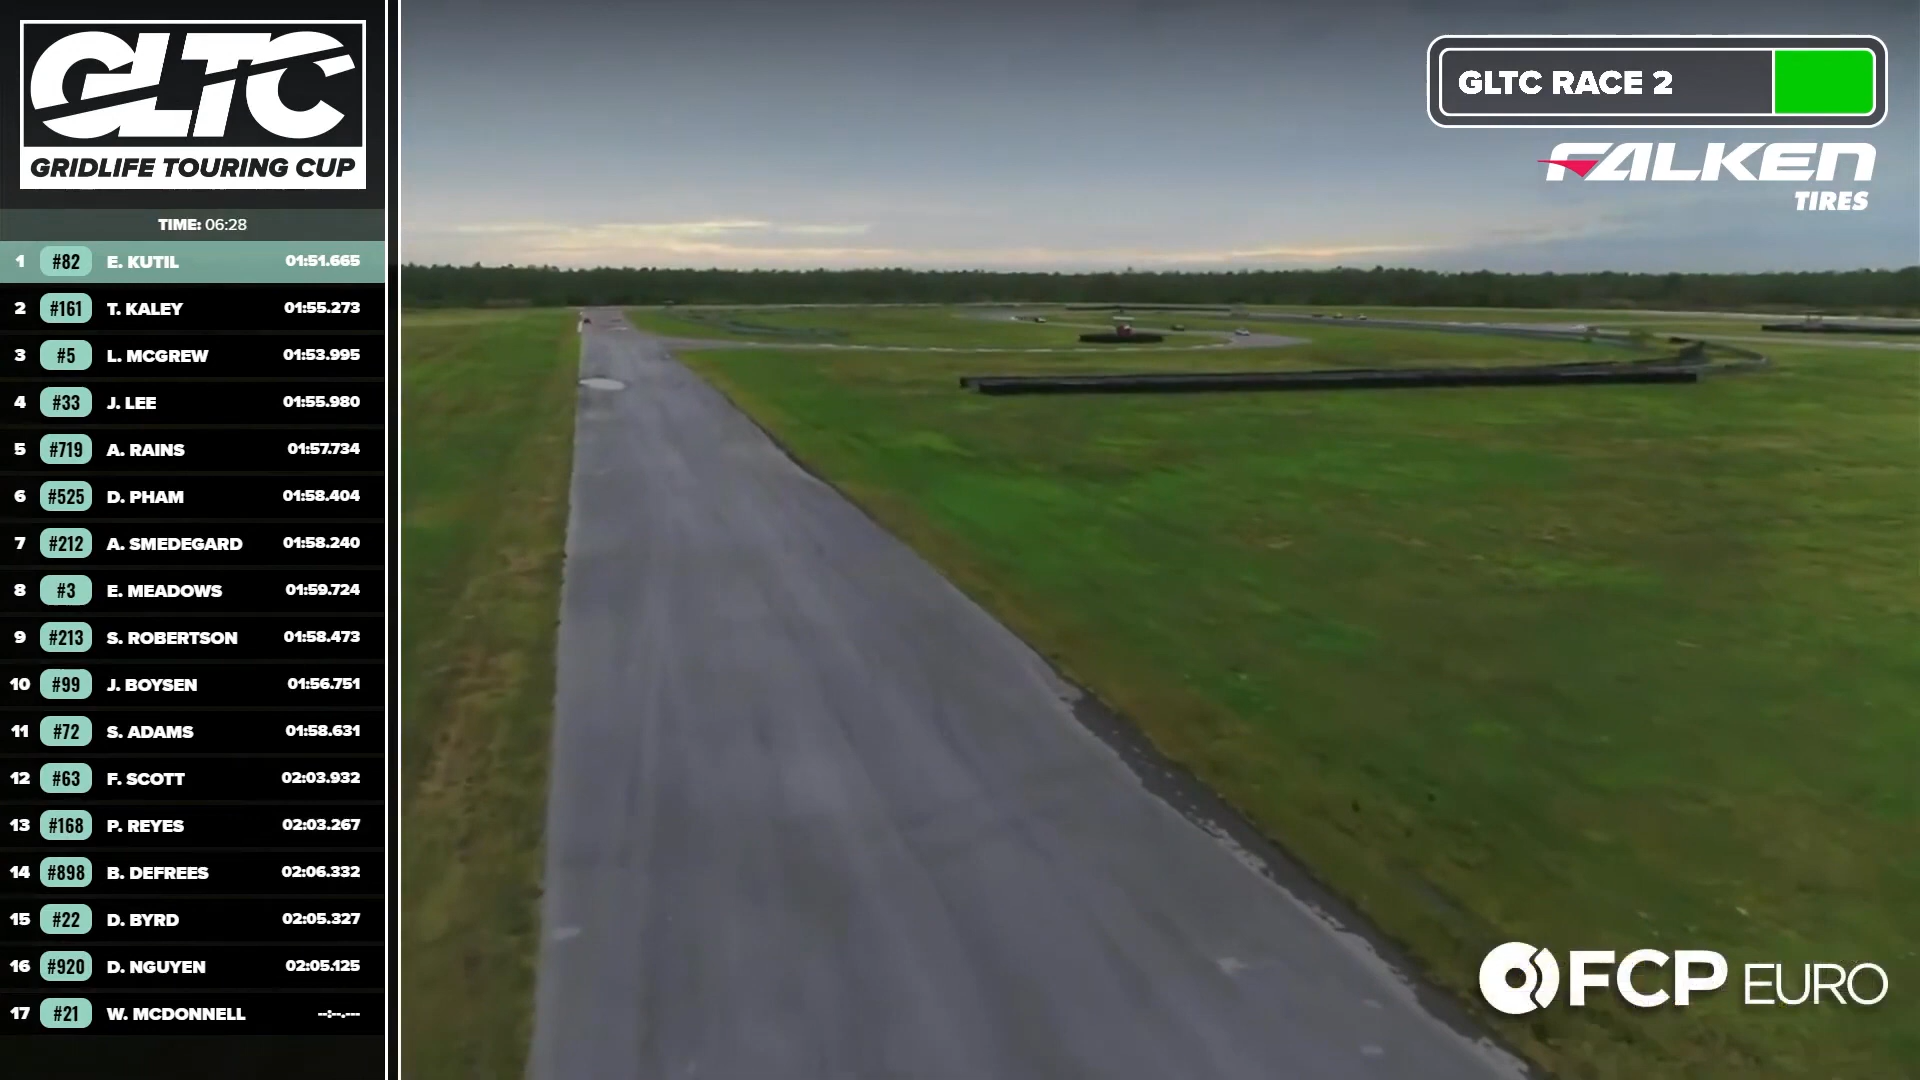 GLTC
GRIDLIFE TOURING CUP
TIME: 06:28
1 #82 E. KUTIL 01:51.665
2 #161 T. KALEY 01:55.273
3 #5 L. MCGREW 01:53.995
4 #33 J. LEE 01:55.980
5 #719 A. RAINS 01:57.734
6 #525 D. PHAM 01:58.404
7 #212 A. SMEDEGARD 01:58.240
8 #3 E. MEADOWS 01:59.724
9 #213 S. ROBERTSON 01:58.473
10 #99 J. BOYSEN 01:56.751
11 #72 S. ADAMS 01:58.631
12 #63 F. SCOTT 02:03.932
13 #168 P. REYES 02:03.267
14 #898 B. DEFREES 02:06.332
15 #22 D. BYRD 02:05.327
16 #920 D. NGUYEN 02:05.125
17 #21 W. MCDONNELL --:--.---
GLTC RACE 2
FALKEN
TIRES
FCP EURO